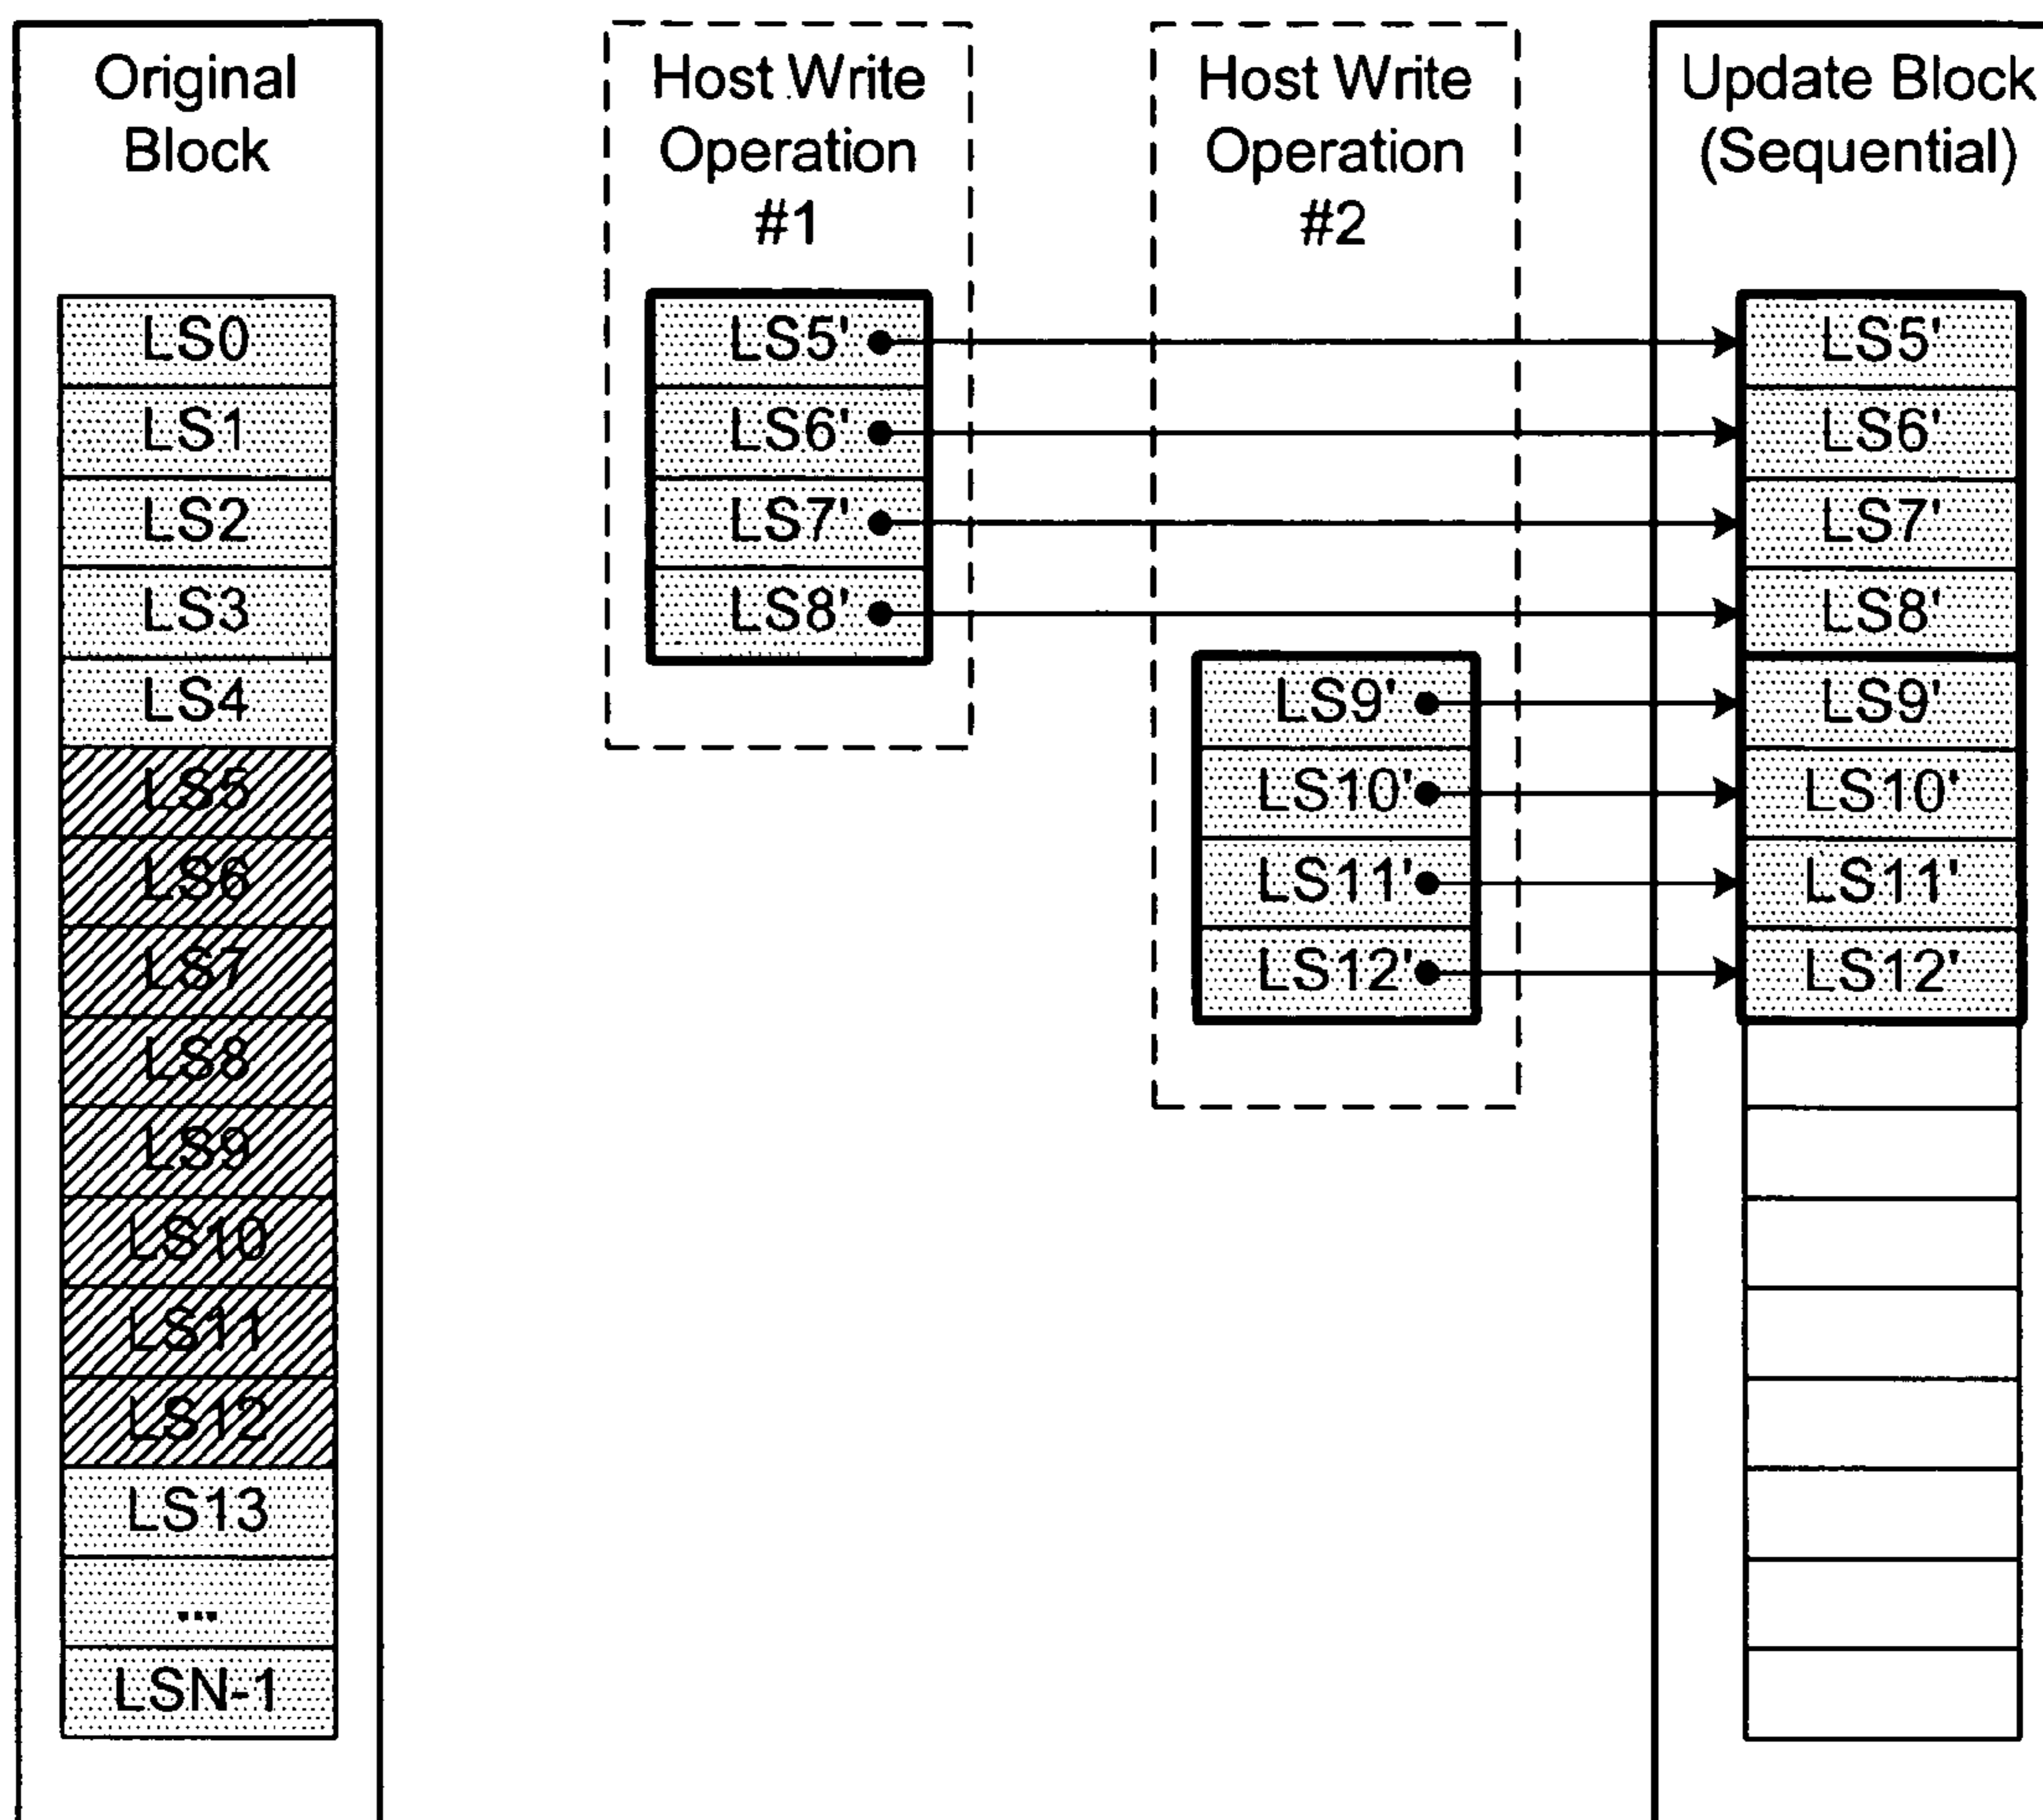 Original
Block
LS0
LS1
LS2
LS3
LS4
LS5
LS6
LS7
LS8
LS9
LS10
LS11
LS12
LS13
...
LSN-1
Host Write
Operation
#1
LS5'
LS6'
LS7'
LS8'
Host Write
Operation
#2
LS9'
LS10'
LS11'
LS12'
Update Block
(Sequential)
LS5'
LS6'
LS7'
LS8'
LS9'
LS10'
LS11'
LS12'